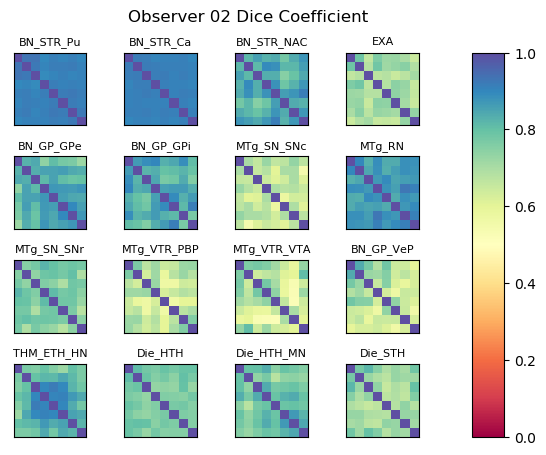 Observer 02 Dice Coefficient
BN_STR_Pu BN_STR_Ca BN_STR_NAC EXA
BN_GP_GPe BN_GP_GPi MTg_SN_SNc MTg_RN
MTg_SN_SNr MTg_VTR_PBP MTg_VTR_VTA BN_GP_VeP
THM_ETH_HN Die_HTH Die_HTH_MN Die_STH
1.0
0.8
0.6
0.4
0.2
0.0